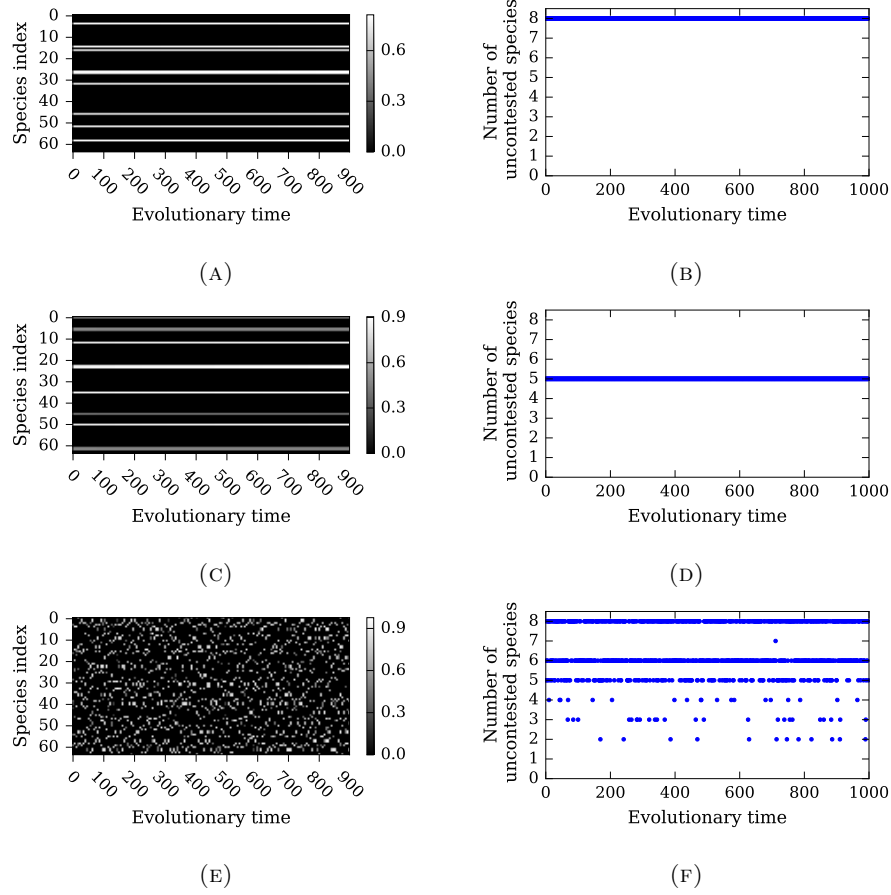 Species index
0
10
20
30
40
50
60
0 100 200 300 400 500 600 700 800 900
Evolutionary time
0.6
0.3
0.0
(A)
Number of
uncontested species
8
7
6
5
4
3
2
1
0
0 200 400 600 800 1000
Evolutionary time
(B)
Species index
0
10
20
30
40
50
60
0 100 200 300 400 500 600 700 800 900
Evolutionary time
0.9
0.6
0.3
0.0
(C)
Number of
uncontested species
8
7
6
5
4
3
2
1
0
0 200 400 600 800 1000
Evolutionary time
(D)
Species index
0
10
20
30
40
50
60
0 100 200 300 400 500 600 700 800 900
Evolutionary time
0.9
0.6
0.3
0.0
(E)
Number of
uncontested species
8
7
6
5
4
3
2
1
0
0 200 400 600 800 1000
Evolutionary time
(F)